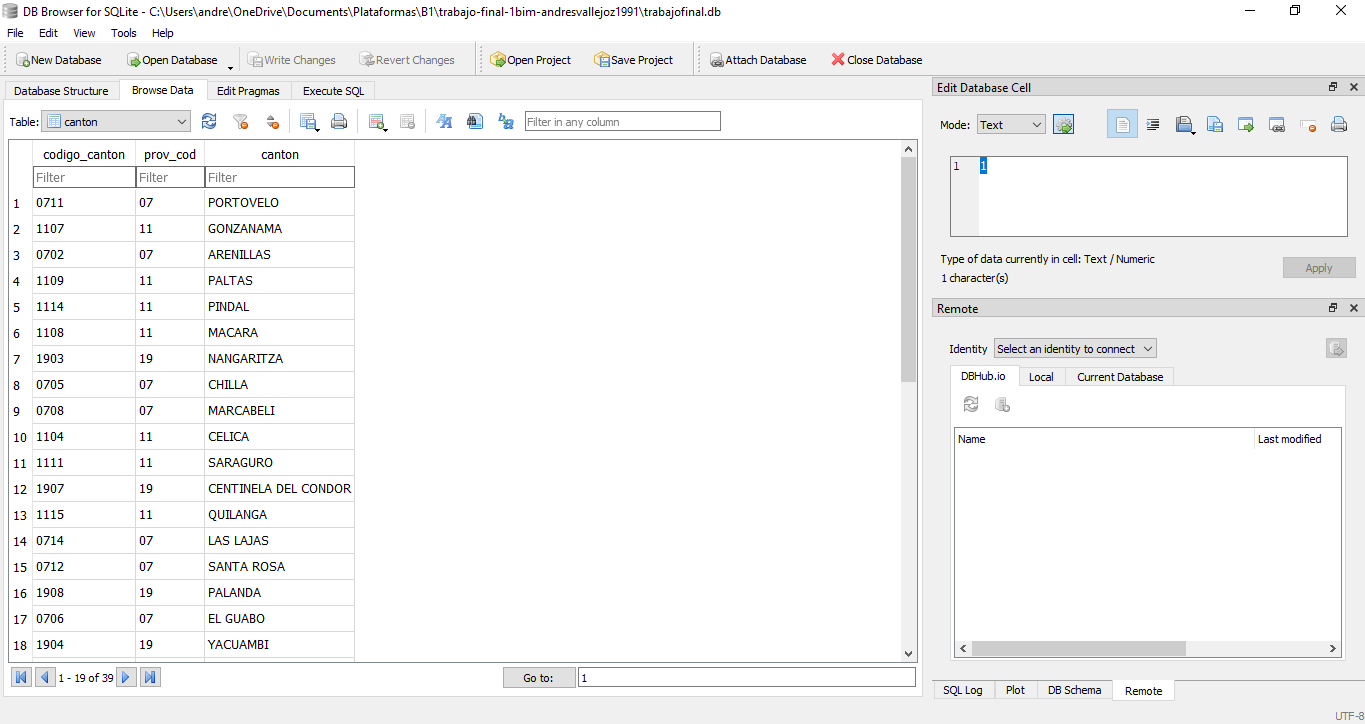 DB Browser for SQLite - C:\Users\andre\OneDrive\Documents\Plataformas\B1\trabajo-final-1bim-andresvallejoz1991\trabajofinal.db
File Edit View Tools Help
New Database Open Database Write Changes Revert Changes Open Project Save Project Attach Database Close Database
Database Structure Browse Data Edit Pragmas Execute SQL
Table: canton Filter in any column
codigo_canton prov_cod canton
Filter Filter Filter
1 0711 07 PORTOVELO
2 1107 11 GONZANAMA
3 0702 07 ARENILLAS
4 1109 11 PALTAS
5 1114 11 PINDAL
6 1108 11 MACARA
7 1903 19 NANGARITZA
8 0705 07 CHILLA
9 0708 07 MARCABELI
10 1104 11 CELICA
11 1111 11 SARAGURO
12 1907 19 CENTINELA DEL CONDOR
13 1115 11 QUILANGA
14 0714 07 LAS LAJAS
15 0712 07 SANTA ROSA
16 1908 19 PALANDA
17 0706 07 EL GUABO
18 1904 19 YACUAMBI
1 - 19 of 39 Go to: 1
Edit Database Cell
Mode: Text
1 1
Type of data currently in cell: Text / Numeric
1 character(s)
Apply
Remote
Identity Select an identity to connect
DBHub.io Local Current Database
Name Last modified
SQL Log Plot DB Schema Remote
UTF-8